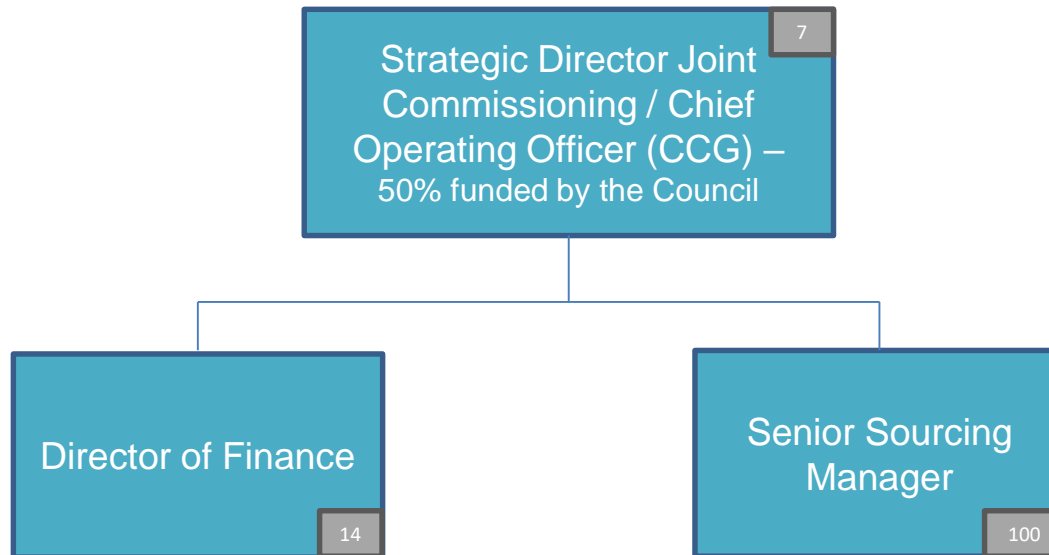 7
Strategic Director Joint
Commissioning / Chief
Operating Officer (CCG) –
50% funded by the Council
Director of Finance
14
Senior Sourcing
Manager
100